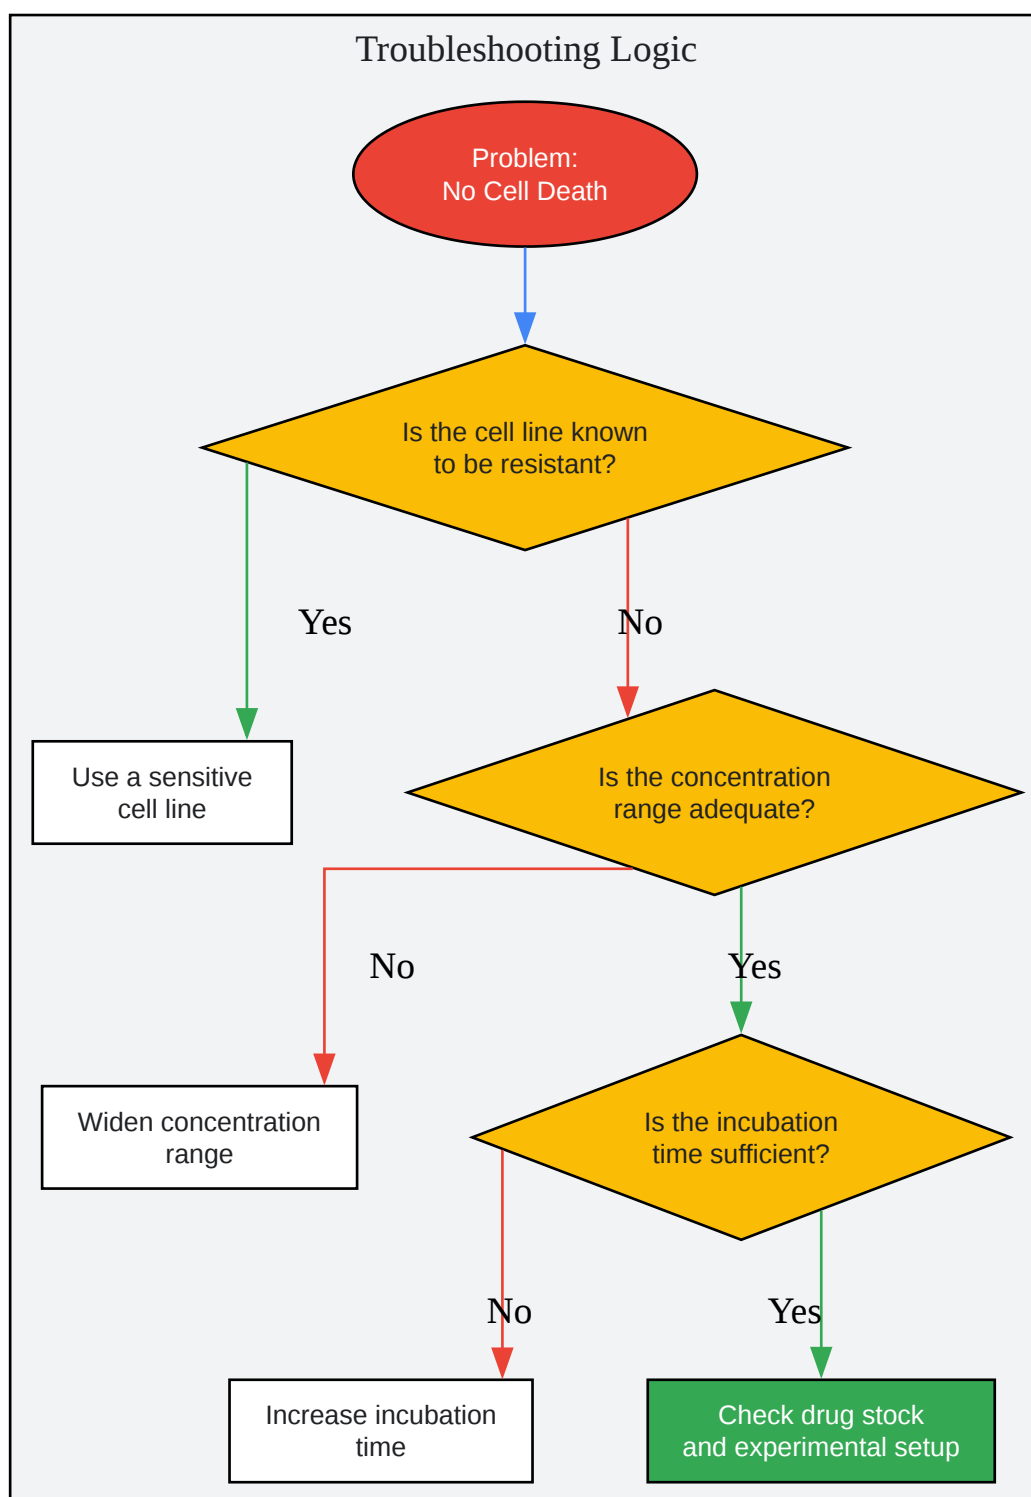 Troubleshooting Logic
Problem:
No Cell Death
Is the cell line known
to be resistant?
Yes
No
Use a sensitive
cell line
Is the concentration
range adequate?
No
Yes
Widen concentration
range
Is the incubation
time sufficient?
No
Yes
Increase incubation
time
Check drug stock
and experimental setup